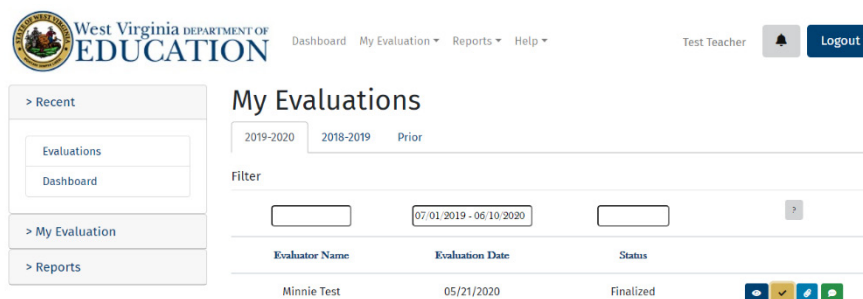 West Virginia DEPARTMENT OF
EDUCATION
Dashboard My Evaluation Reports Help
Test Teacher
Logout
> Recent
Evaluations
Dashboard
> My Evaluation
> Reports
My Evaluations
2019-2020 2018-2019 Prior
Filter
07/01/2019 - 06/10/2020
?
Evaluator Name Evaluation Date Status
Minnie Test 05/21/2020 Finalized